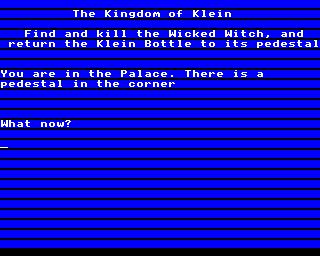 The Kingdom of Klein
Find and kill the Wicked Witch, and
return the Klein Bottle to its pedestal
You are in the Palace. There is a
pedestal in the corner
What now?
_